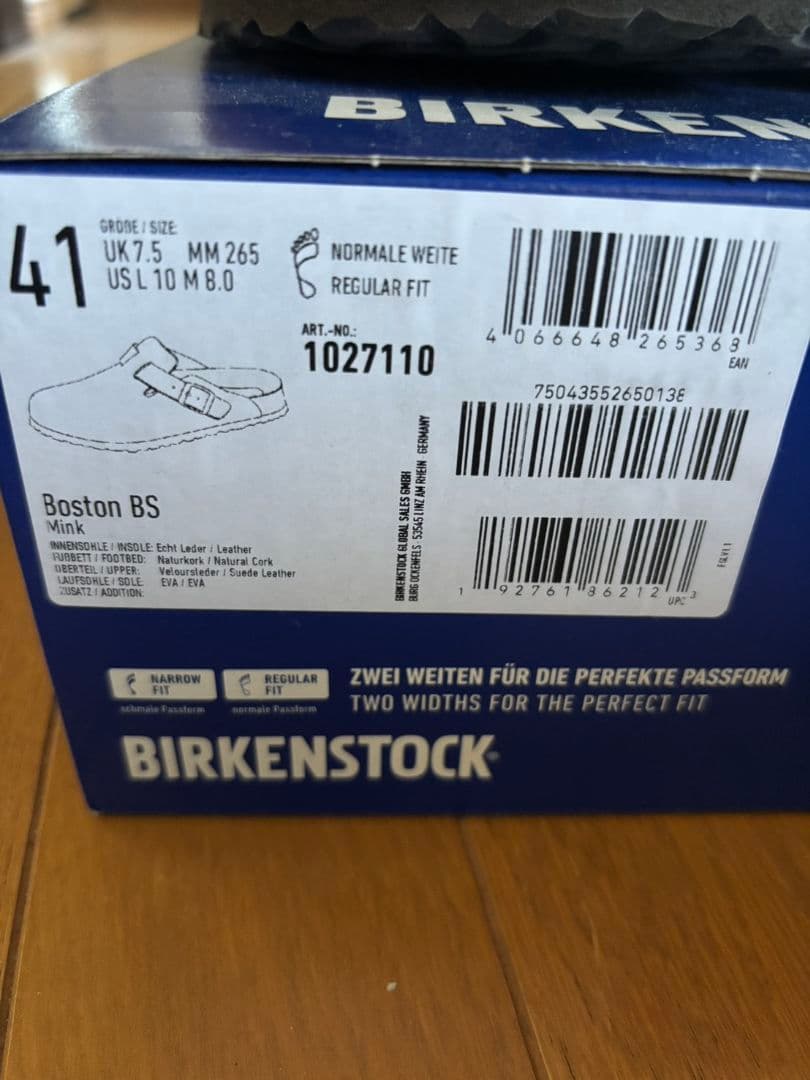 BIRKEN
41
GRÖßE / SIZE:
UK 7.5 MM 265
US L 10 M 8.0
NORMALE WEITE
REGULAR FIT
ART.-NO.:
1027110
4 066648 265368
EAN
75043552650138
Boston BS
Mink
INNENSOHLE / INSOLE: Echt Leder / Leather
FUßBETT / FOOTBED: Naturkork / Natural Cork
OBERTEIL / UPPER: Veloursleder / Suede Leather
LAUFSOHLE / SOLE: EVA / EVA
ZUSATZ / ADDITION:
BIRKENSTOCK GLOBAL SALES GMBH
BURG OCKENFELS · 53545 LINZ AM RHEIN · GERMANY
1 92761 86212 3
UPC
NARROW FIT
schmale Passform
REGULAR FIT
normale Passform
ZWEI WEITEN FÜR DIE PERFEKTE PASSFORM
TWO WIDTHS FOR THE PERFECT FIT
BIRKENSTOCK